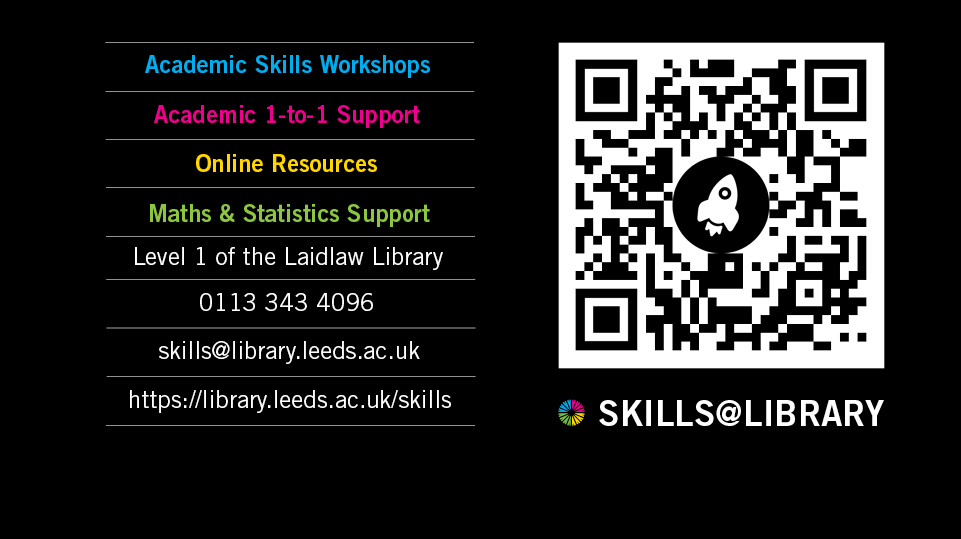 Academic Skills Workshops
Academic 1-to-1 Support
Online Resources
Maths & Statistics Support
Level 1 of the Laidlaw Library
0113 343 4096
skills@library.leeds.ac.uk
https://library.leeds.ac.uk/skills
SKILLS@LIBRARY